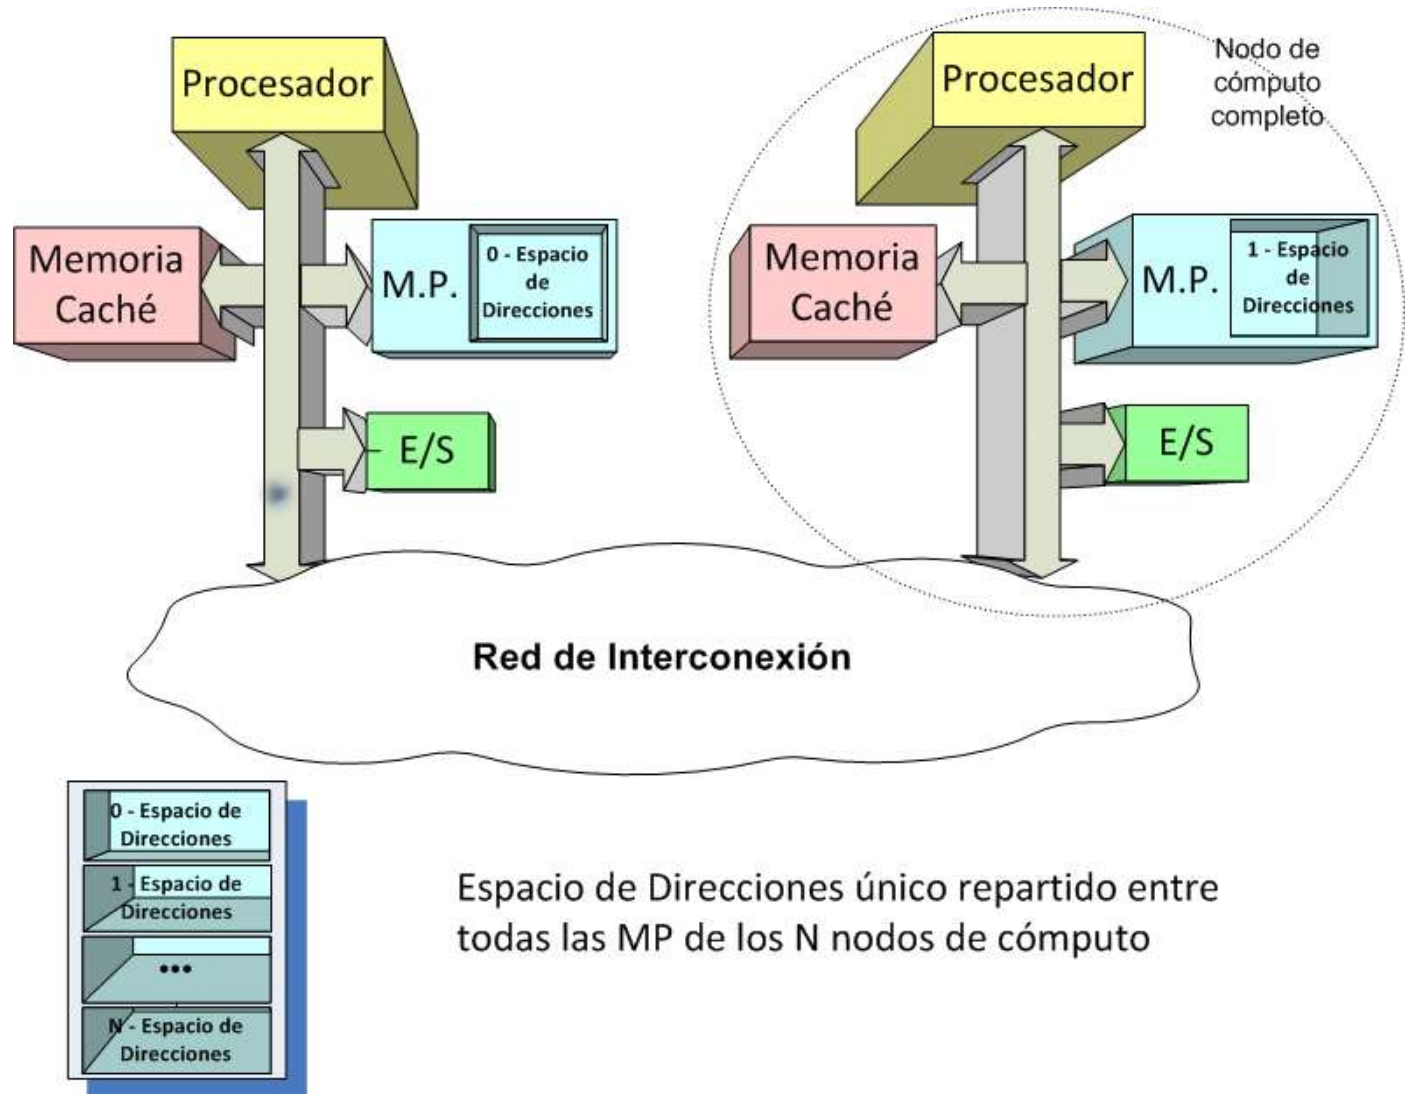 Procesador
Memoria
Caché
M.P.
0 - Espacio
de
Direcciones
E/S
Procesador
Nodo de
cómputo
completo
Memoria
Caché
M.P.
1 - Espacio
de
Direcciones
E/S
Red de Interconexión
0 - Espacio de
Direcciones
1 - Espacio de
Direcciones
•••
N - Espacio de
Direcciones
Espacio de Direcciones único repartido entre
todas las MP de los N nodos de cómputo